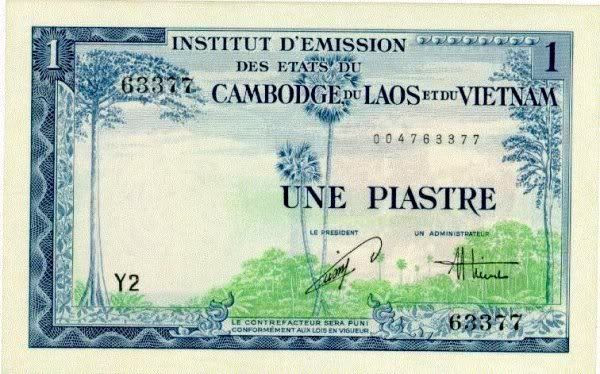 1
INSTITUT D'EMISSION
1
DES ETATS DU
63377
CAMBODGE, DU LAOS ET DU VIETNAM
004763377
UNE PIASTRE
LE PRESIDENT
UN ADMINISTRATEUR
Y2
LE CONTREFACTEUR SERA PUNI
CONFORMÉMENT AUX LOIS EN VIGUEUR
63377